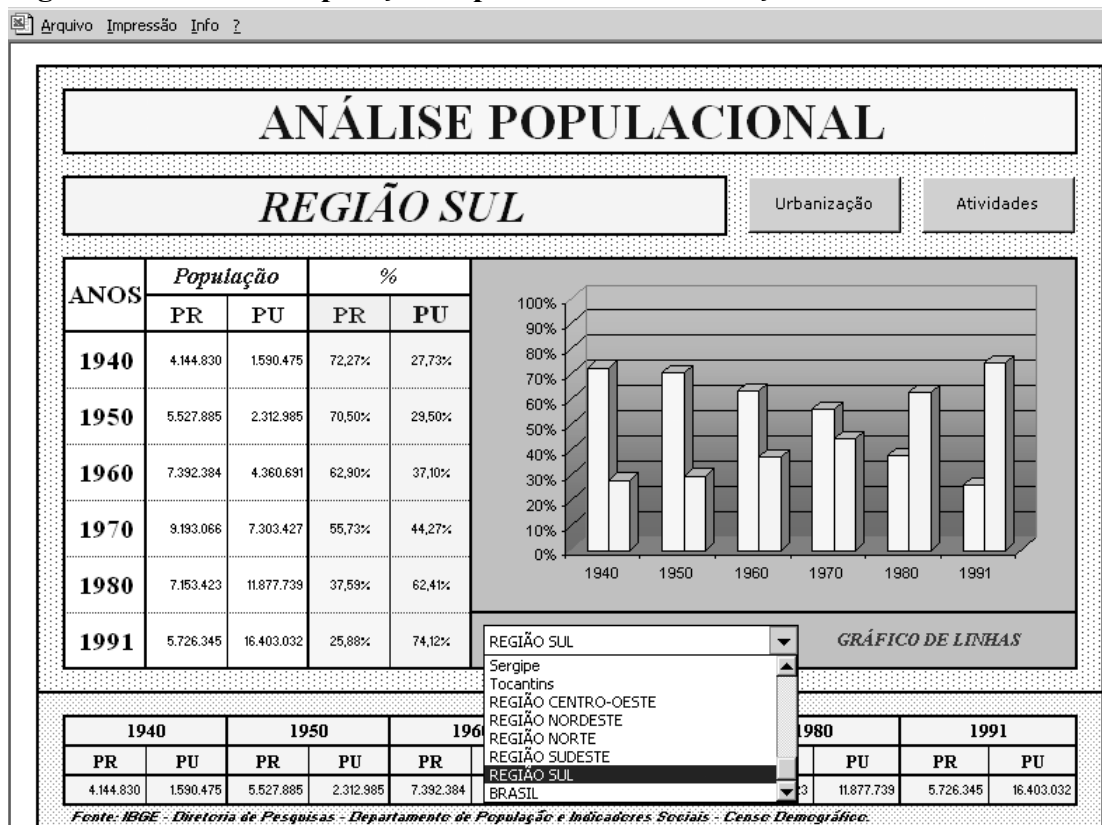 Arquivo Impressão Info ?
ANÁLISE POPULACIONAL
REGIÃO SUL
Urbanização Atividades
ANOS População %
PR PU PR PU
1940 4.144.830 1.590.475 72,27% 27,73%
1950 5.527.885 2.312.985 70,50% 29,50%
1960 7.392.384 4.360.691 62,90% 37,10%
1970 9.193.066 7.303.427 55,73% 44,27%
1980 7.153.423 11.877.739 37,59% 62,41%
1991 5.726.345 16.403.032 25,88% 74,12%
100%
90%
80%
70%
60%
50%
40%
30%
20%
10%
0%
1940 1950 1960 1970 1980 1991
REGIÃO SUL
GRÁFICO DE LINHAS
Sergipe
Tocantins
REGIÃO CENTRO-OESTE
REGIÃO NORDESTE
REGIÃO NORTE
REGIÃO SUDESTE
REGIÃO SUL
BRASIL
1940 1950 1980 1991
PR PU PR PU PR PU PR PU
4.144.830 1.590.475 5.527.885 2.312.985 7.392.384 11.877.739 5.726.345 16.403.032
Fonte: IBGE - Diretoria de Pesquisas - Departamento de População e Indicadores Sociais - Censo Demográfico.